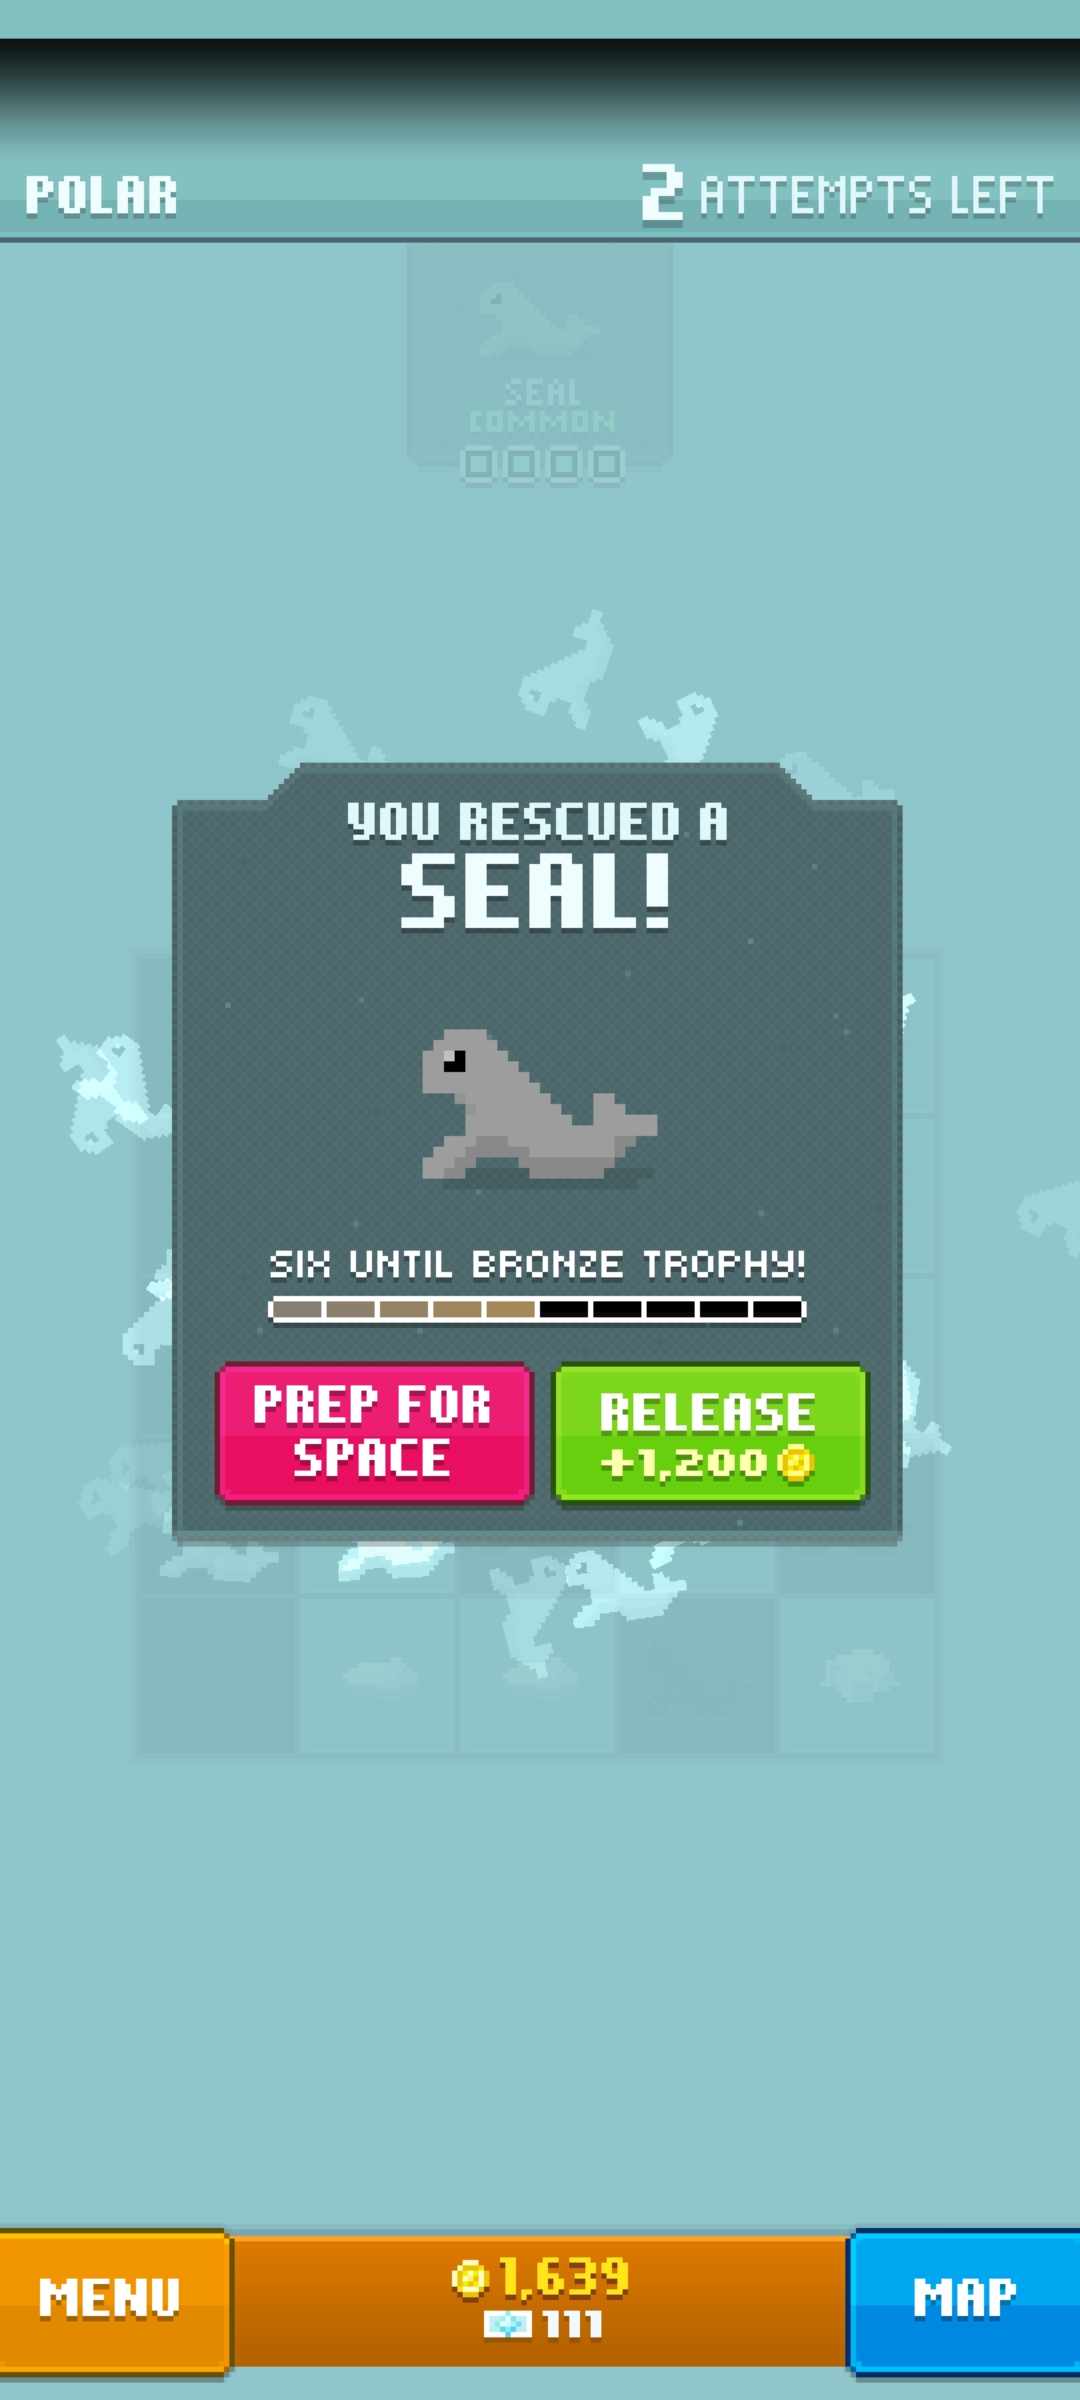 POLAR
2 ATTEMPTS LEFT
SEAL
COMMON
YOU RESCUED A
SEAL!
SIX UNTIL BRONZE TROPHY!
PREP FOR
SPACE
RELEASE
+1,200
MENU
1,639
111
MAP